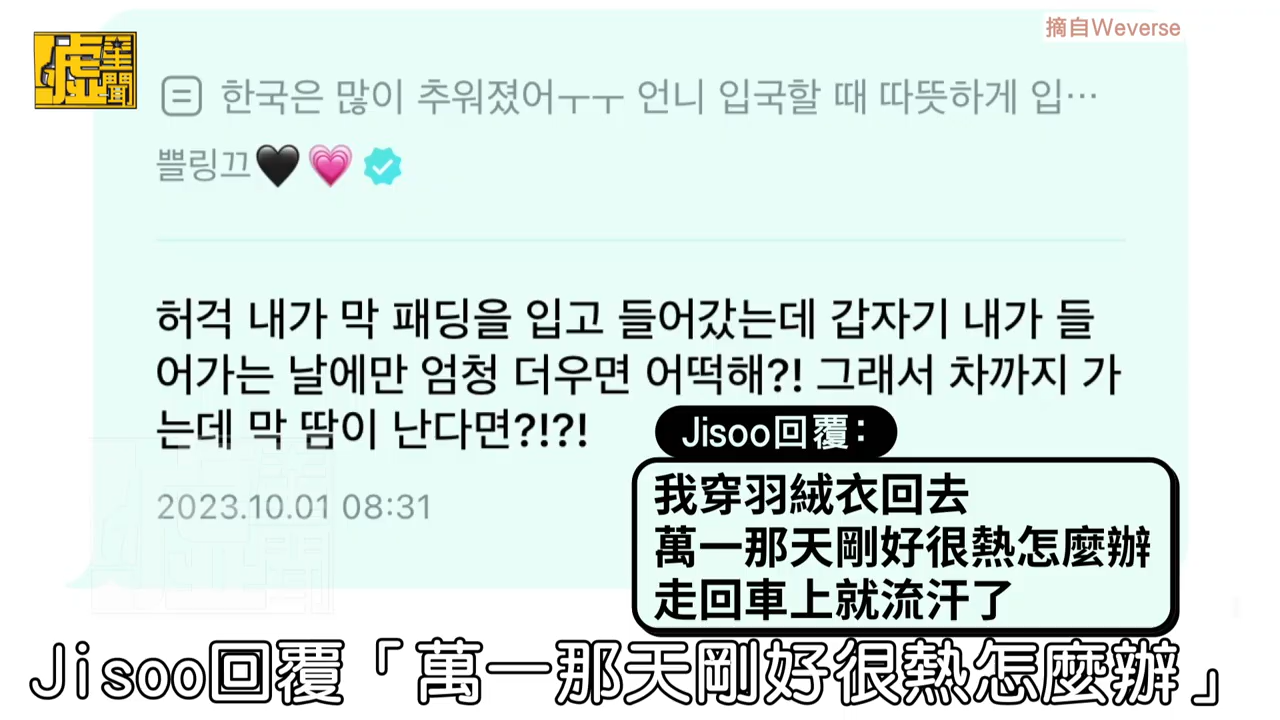 摘自Weverse
噓星聞
한국은 많이 추워졌어ㅜㅜ 언니 입국할 때 따뜻하게 입…
쁠링끄🖤💗
허걱 내가 막 패딩을 입고 들어갔는데 갑자기 내가 들
어가는 날에만 엄청 더우면 어떡해?! 그래서 차까지 가
는데 막 땀이 난다면?!?!
2023.10.01 08:31
Jisoo回覆：
我穿羽絨衣回去
萬一那天剛好很熱怎麼辦
走回車上就流汗了
Jisoo回覆「萬一那天剛好很熱怎麼辦」